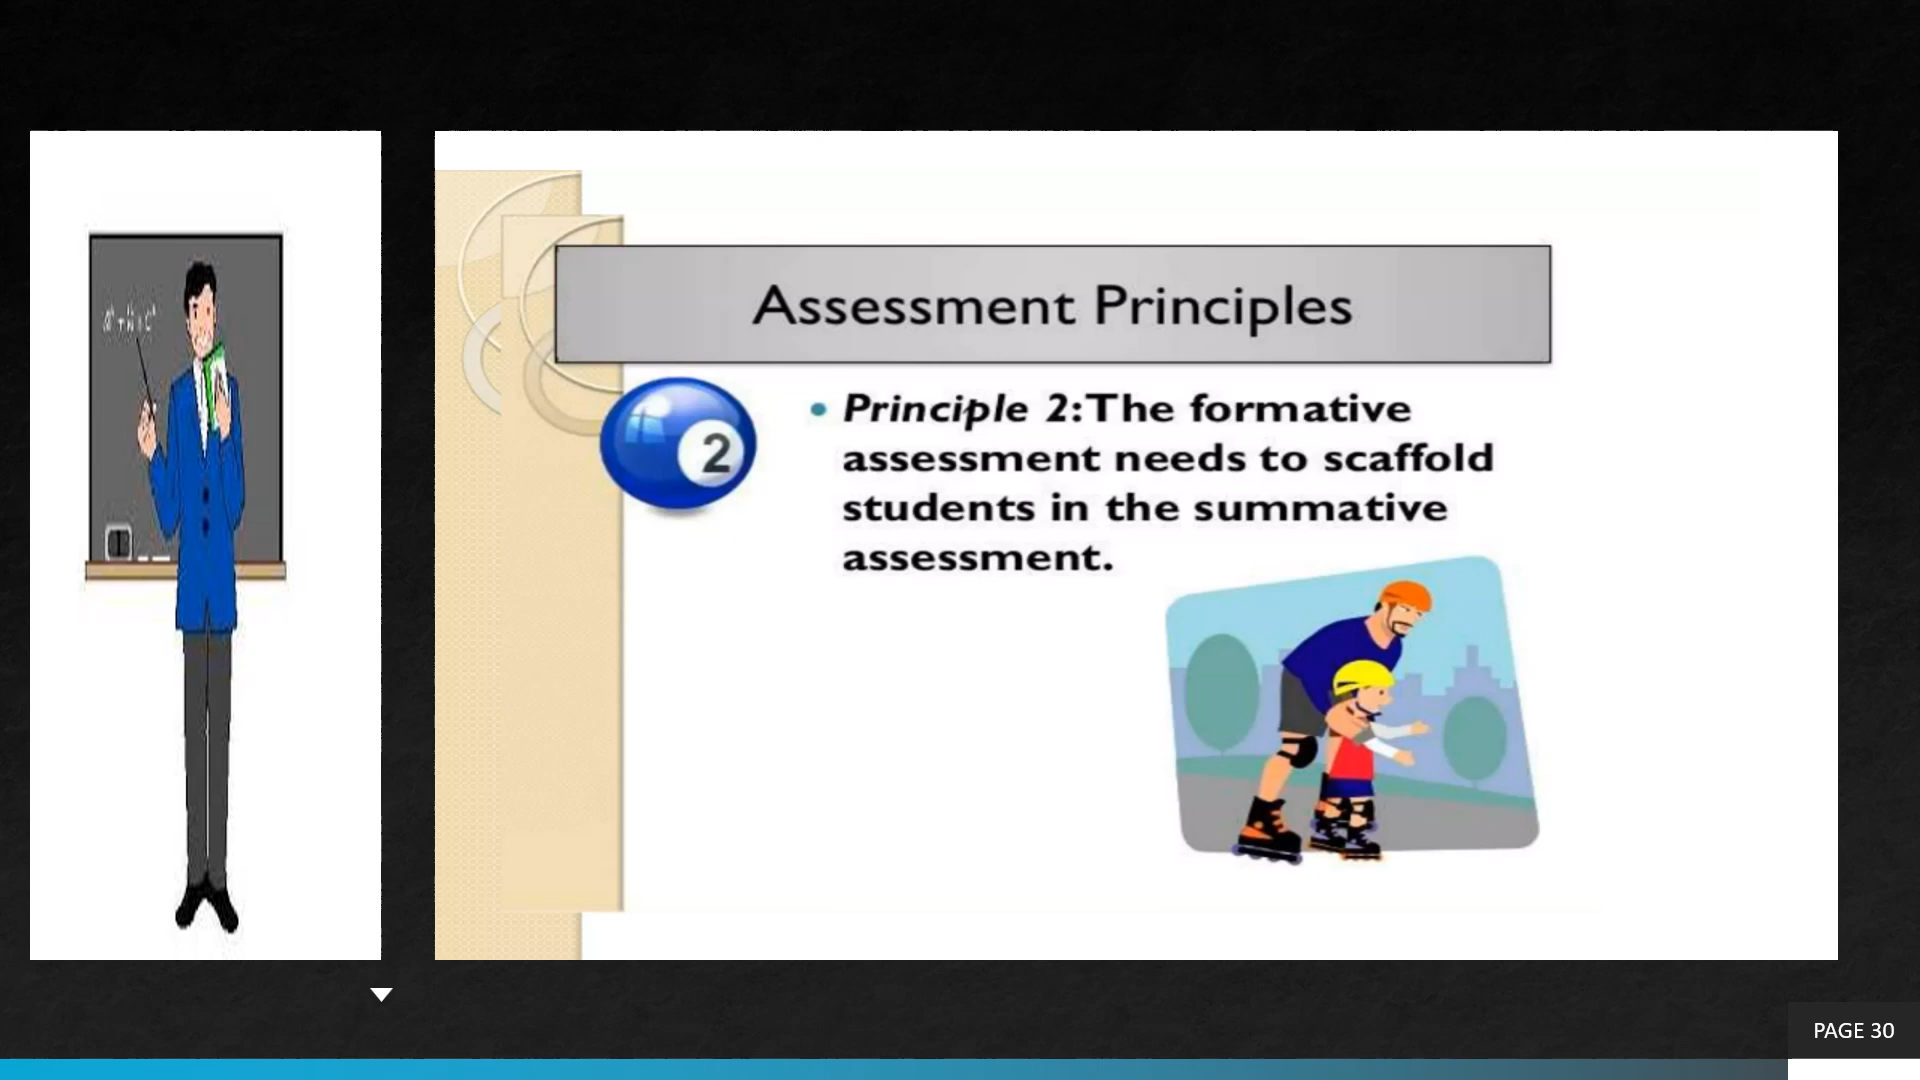 Assessment Principles
2
• Principle 2: The formative
assessment needs to scaffold
students in the summative
assessment.
PAGE 30